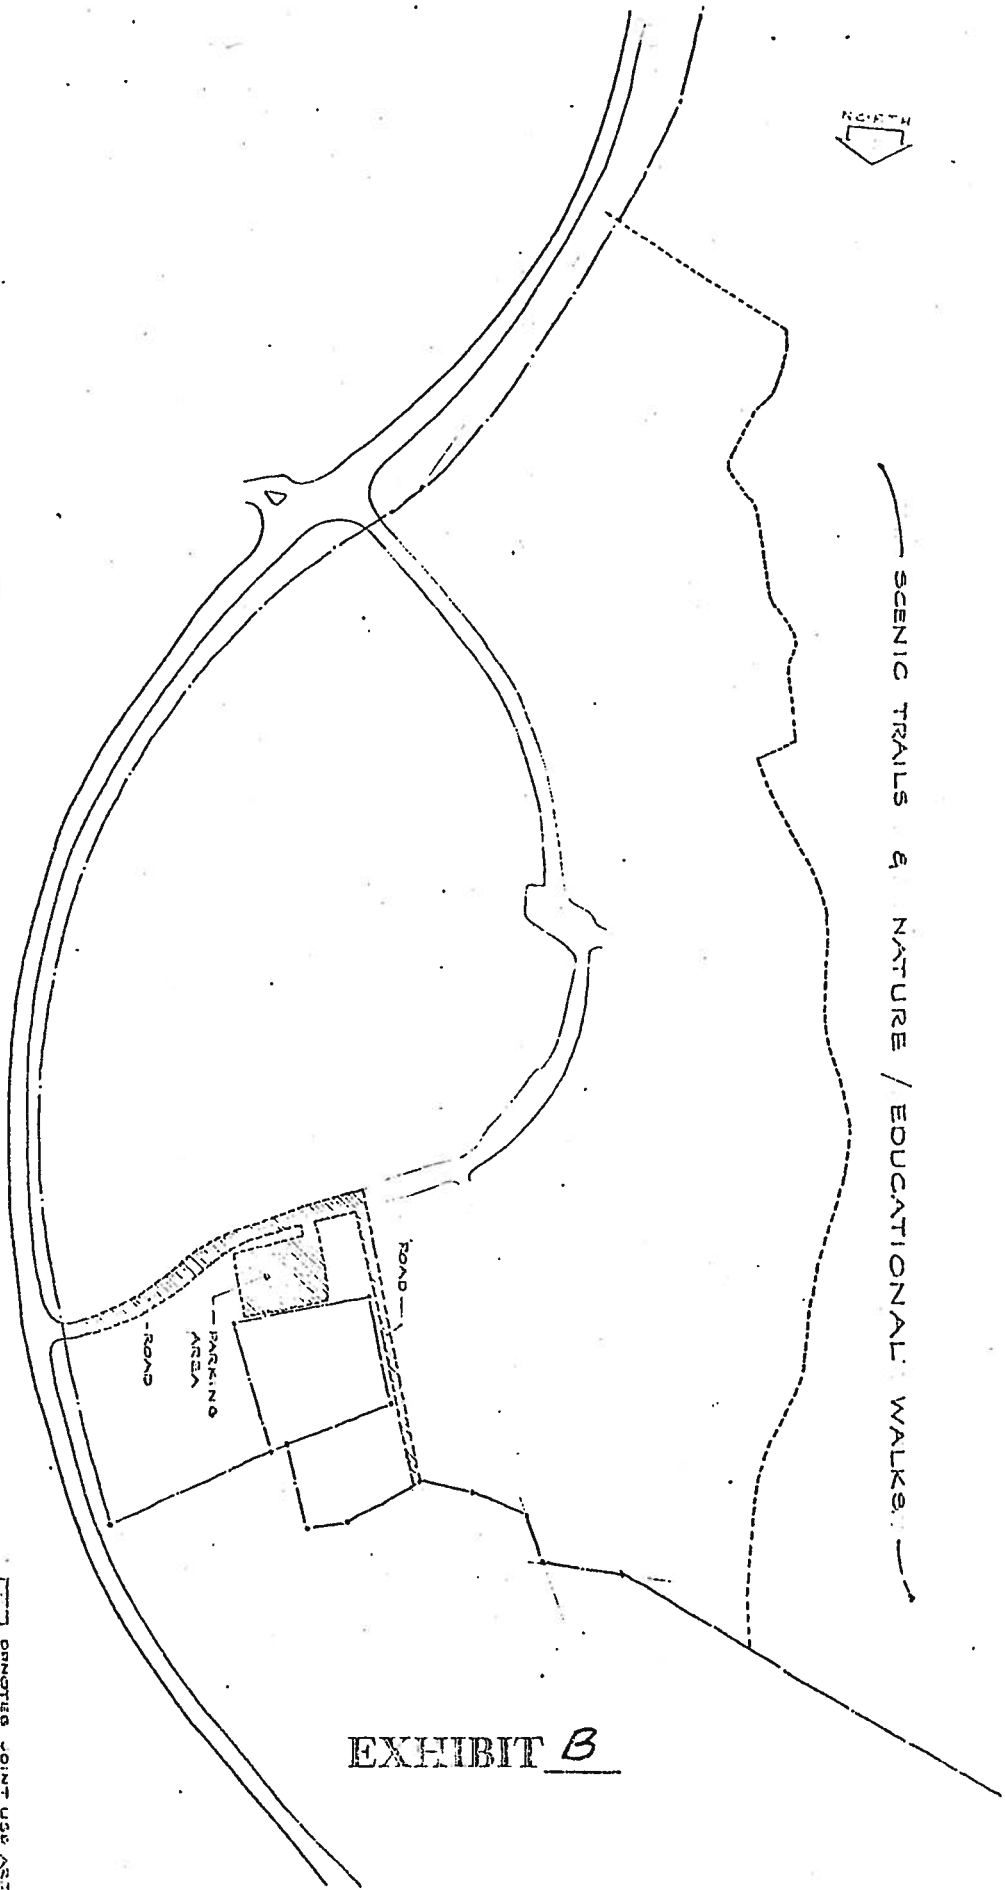 NORTH
SCENIC TRAILS & NATURE / EDUCATIONAL WALKS
ROAD
PARKING
AREA
ROAD
EXHIBIT B
DENOTES JOINT USE